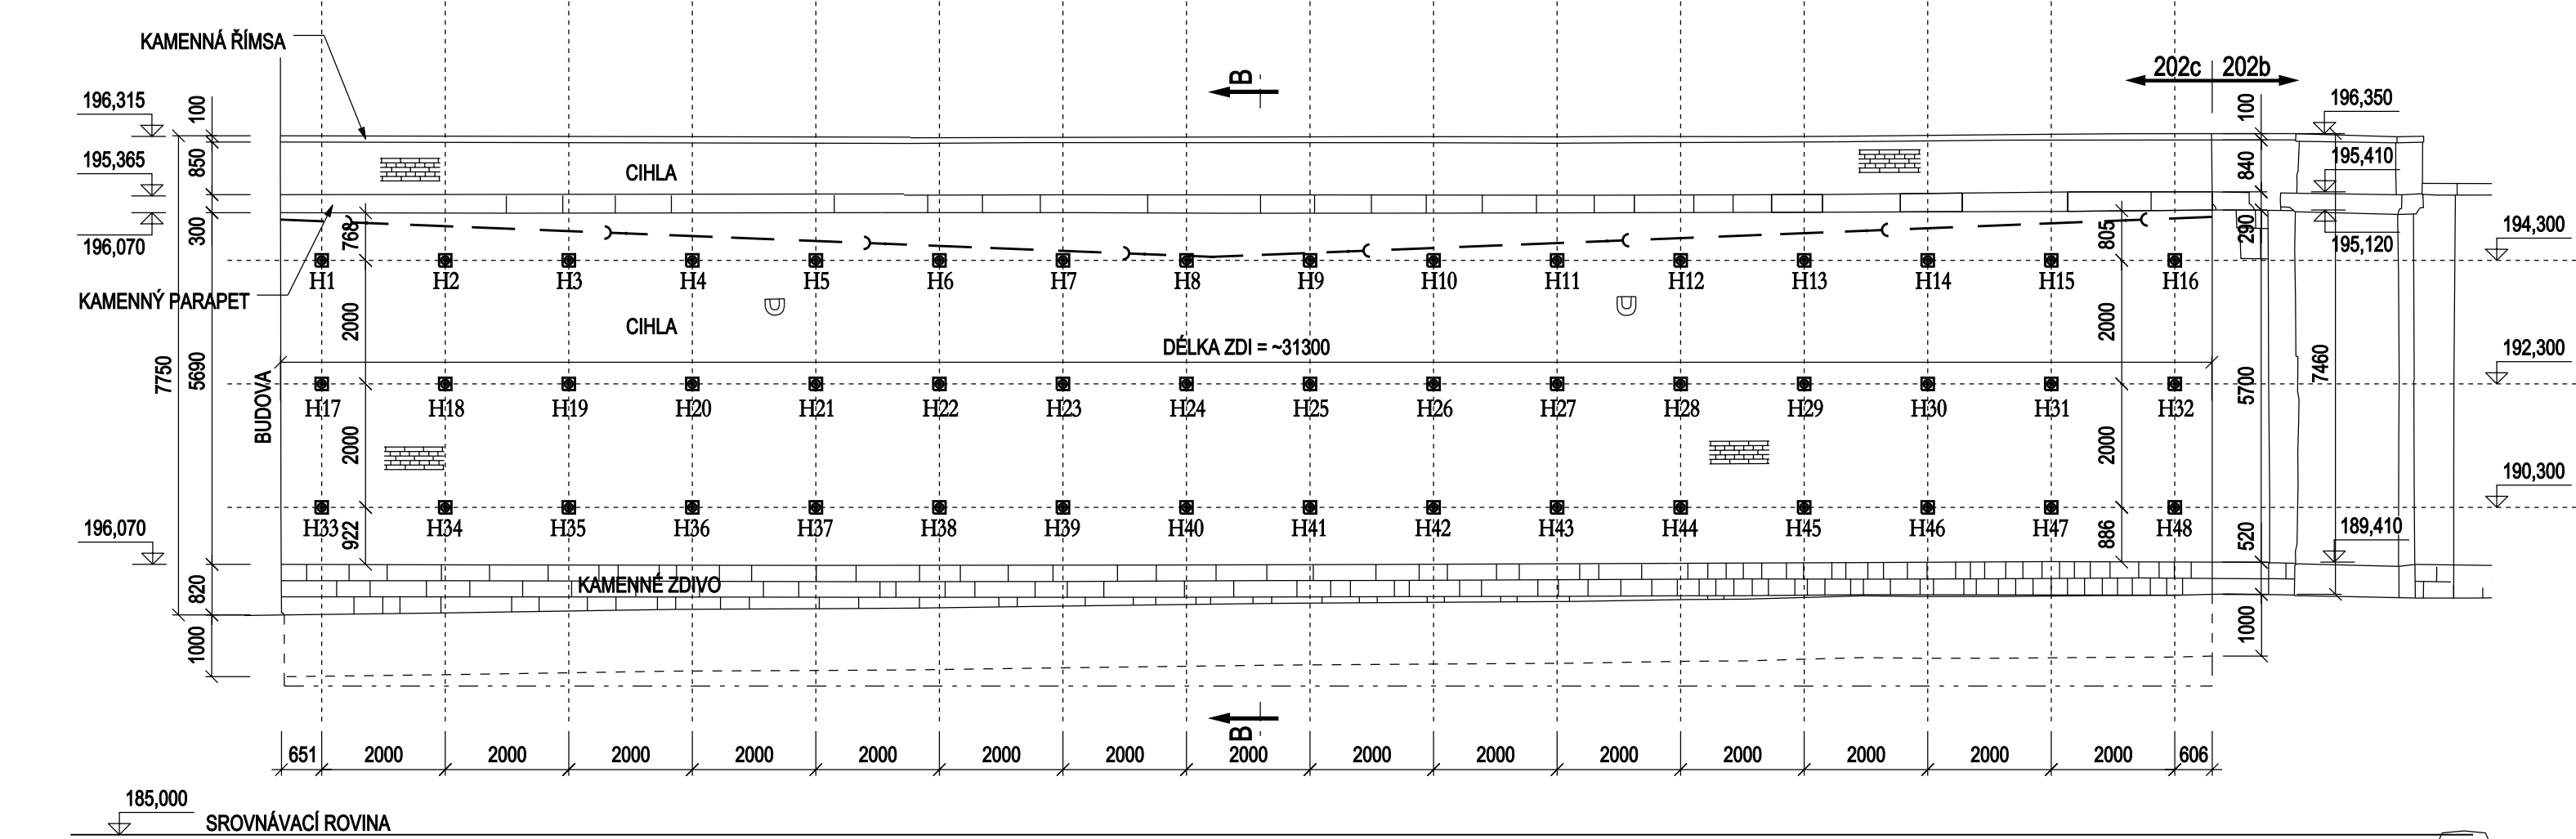 KAMENNÁ ŘÍMSA
B
202c 202b
196,315
100
100
196,350
195,365
850
CIHLA
840
195,410
196,070
300
768
805
290
195,120
194,300
H1 H2 H3 H4 H5 H6 H7 H8 H9 H10 H11 H12 H13 H14 H15 H16
KAMENNÝ PARAPET
2000
CIHLA
2000
DÉLKA ZDI = ~31300
7750
5690
BUDOVA
5700
7460
192,300
H17 H18 H19 H20 H21 H22 H23 H24 H25 H26 H27 H28 H29 H30 H31 H32
2000
2000
190,300
H33 H34 H35 H36 H37 H38 H39 H40 H41 H42 H43 H44 H45 H46 H47 H48
196,070
922
886
520
189,410
820
KAMENNÉ ZDIVO
1000
1000
B
651 2000 2000 2000 2000 2000 2000 2000 2000 2000 2000 2000 2000 2000 2000 2000 606
185,000
SROVNÁVACÍ ROVINA